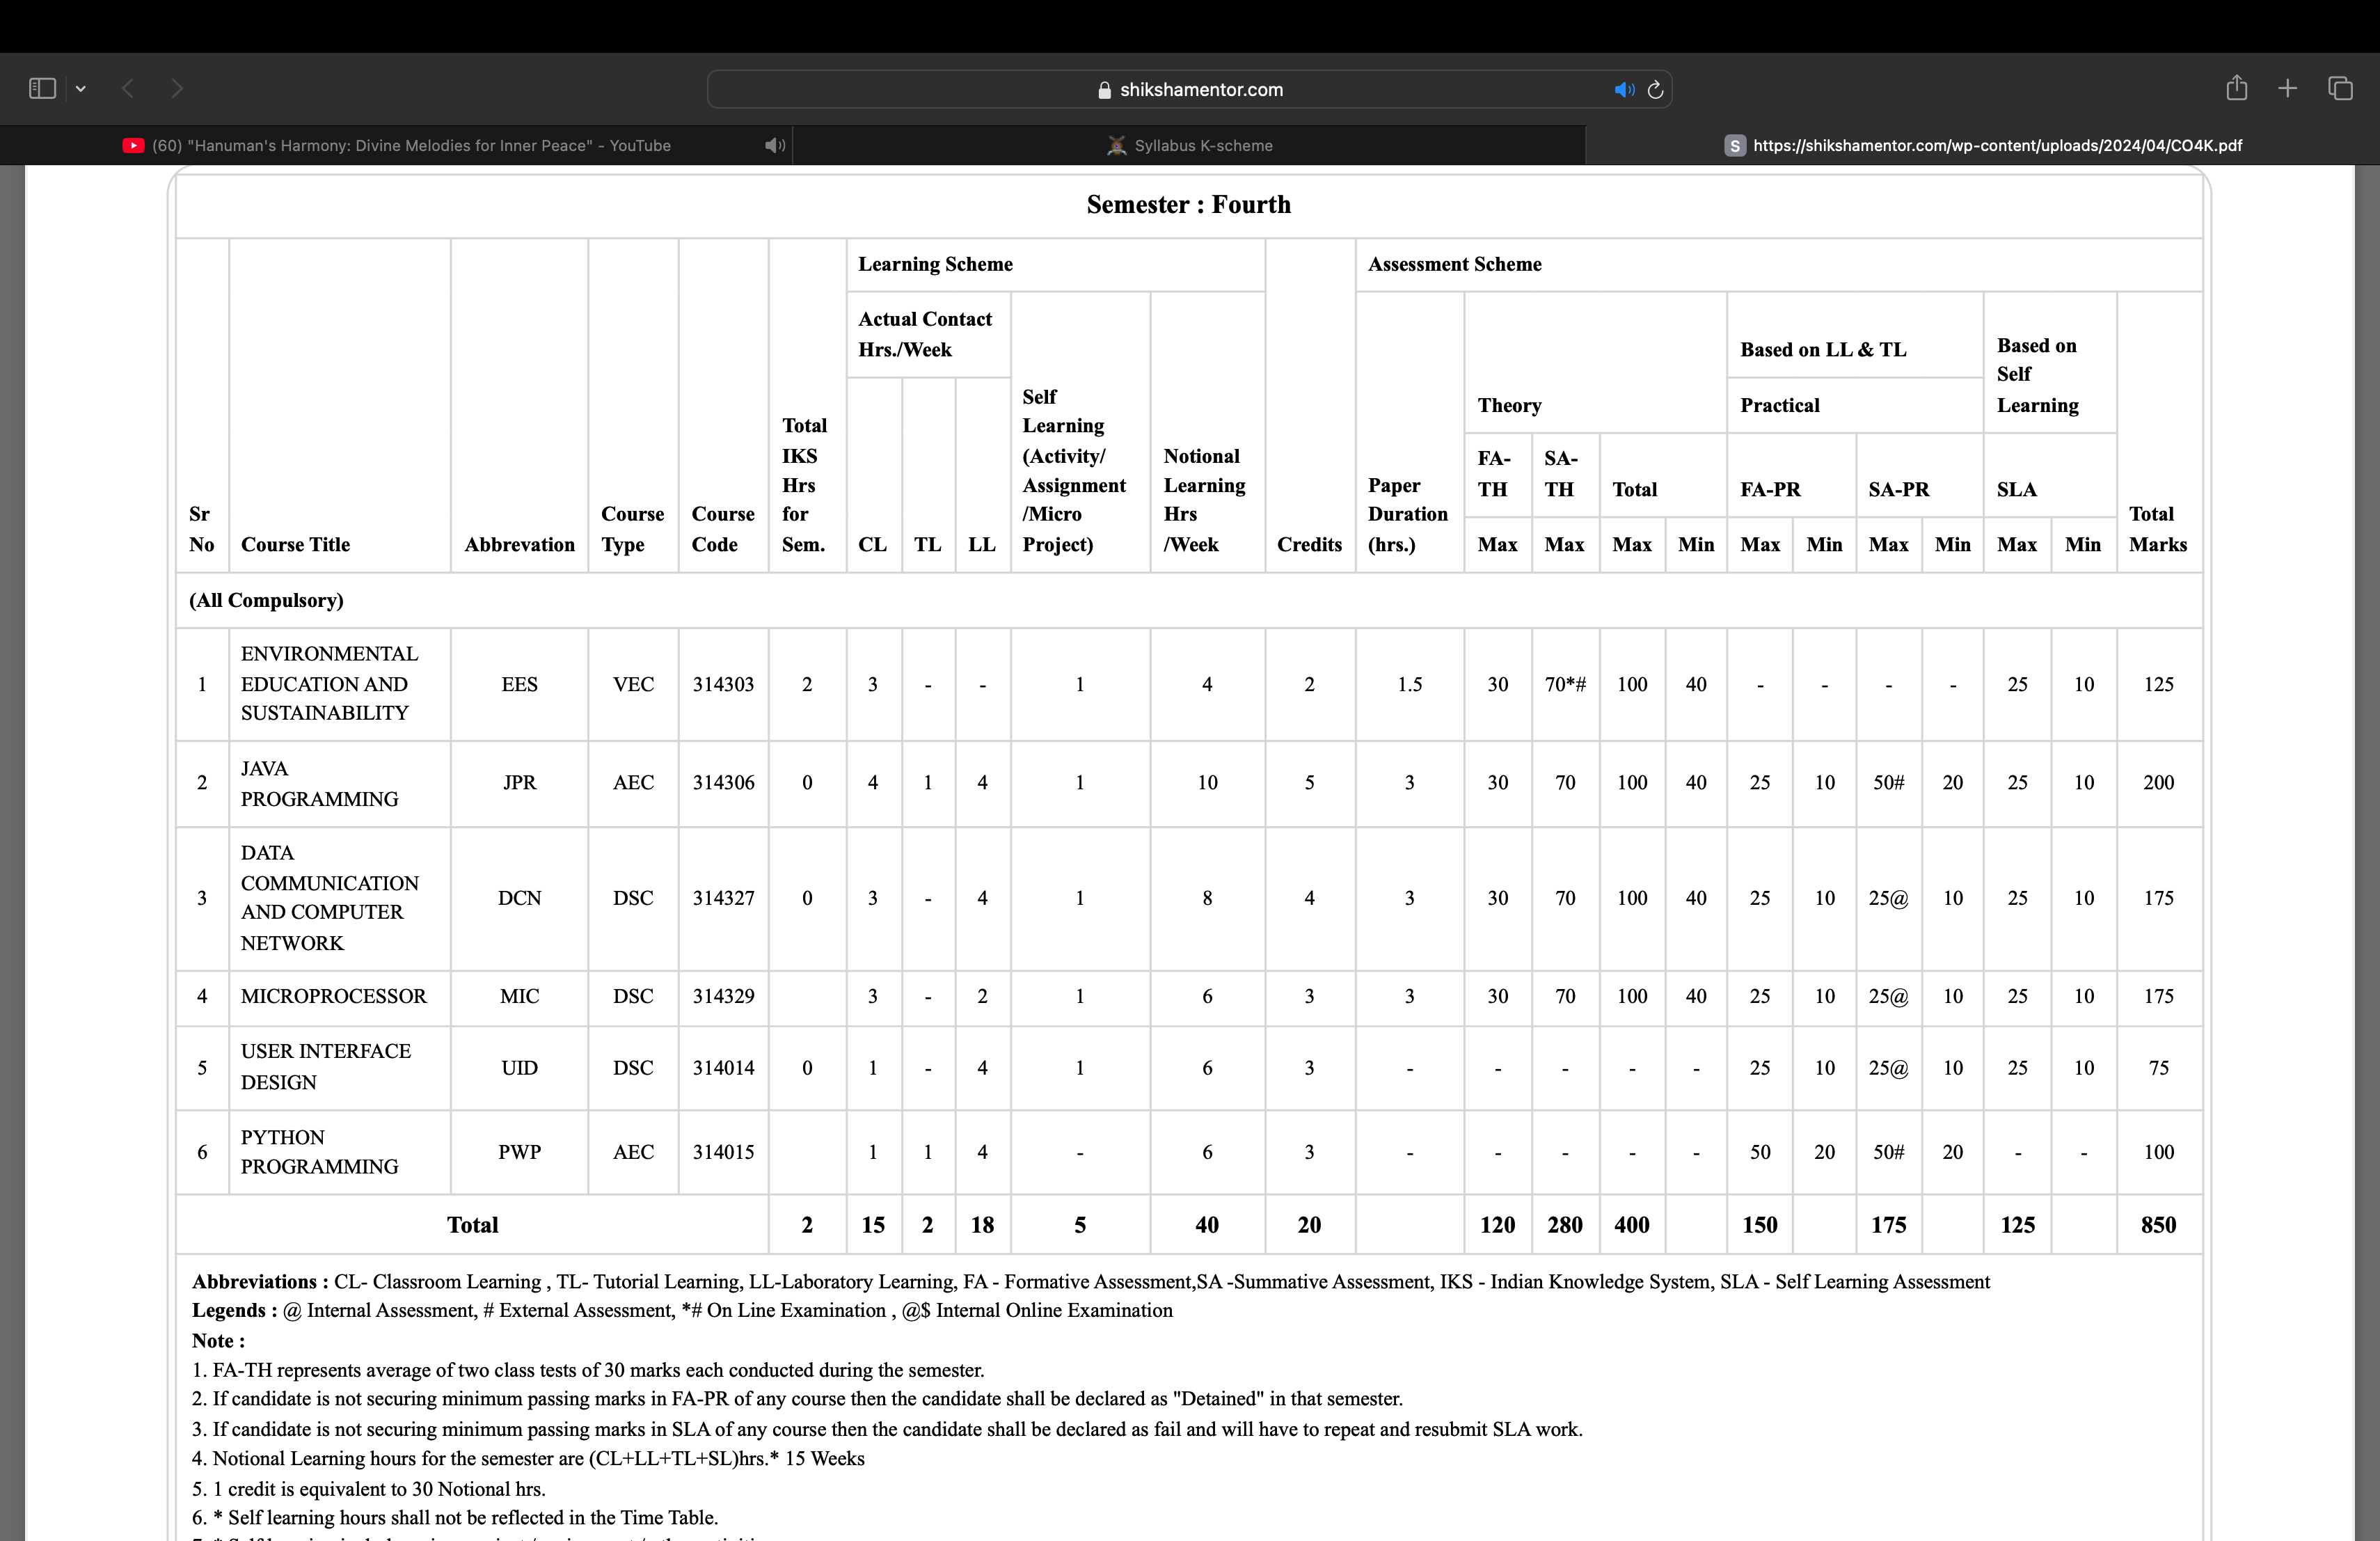 shikshamentor.com
(60) "Hanuman's Harmony: Divine Melodies for Inner Peace" - YouTube
Syllabus K-scheme
S https://shikshamentor.com/wp-content/uploads/2024/04/CO4K.pdf
Semester : Fourth
Learning Scheme
Assessment Scheme
Actual Contact
Hrs./Week
Based on LL & TL
Based on
Self
Learning
Theory
Practical
Sr
No
Course Title
Abbrevation
Course
Type
Course
Code
Total
IKS
Hrs
for
Sem.
CL TL LL
Self
Learning
(Activity/
Assignment
/Micro
Project)
Notional
Learning
Hrs
/Week
Credits
Paper
Duration
(hrs.)
FA-
TH
SA-
TH
Total
FA-PR
SA-PR
SLA
Max Max Max Min Max Min Max Min Max Min
Total
Marks
(All Compulsory)
1 ENVIRONMENTAL
EDUCATION AND
SUSTAINABILITY
EES VEC 314303 2 3 - - 1 4 2 1.5 30 70*# 100 40 - - - - 25 10 125
2 JAVA
PROGRAMMING
JPR AEC 314306 0 4 1 4 1 10 5 3 30 70 100 40 25 10 50# 20 25 10 200
3 DATA
COMMUNICATION
AND COMPUTER
NETWORK
DCN DSC 314327 0 3 - 4 1 8 4 3 30 70 100 40 25 10 25@ 10 25 10 175
4 MICROPROCESSOR MIC DSC 314329 3 - 2 1 6 3 3 30 70 100 40 25 10 25@ 10 25 10 175
5 USER INTERFACE
DESIGN
UID DSC 314014 0 1 - 4 1 6 3 - - - - - 25 10 25@ 10 25 10 75
6 PYTHON
PROGRAMMING
PWP AEC 314015 1 1 4 - 6 3 - - - - - 50 20 50# 20 - - 100
Total 2 15 2 18 5 40 20 120 280 400 150 175 125 850
Abbreviations : CL- Classroom Learning , TL- Tutorial Learning, LL-Laboratory Learning, FA - Formative Assessment,SA -Summative Assessment, IKS - Indian Knowledge System, SLA - Self Learning Assessment
Legends : @ Internal Assessment, # External Assessment, *# On Line Examination , @$ Internal Online Examination
Note :
1. FA-TH represents average of two class tests of 30 marks each conducted during the semester.
2. If candidate is not securing minimum passing marks in FA-PR of any course then the candidate shall be declared as "Detained" in that semester.
3. If candidate is not securing minimum passing marks in SLA of any course then the candidate shall be declared as fail and will have to repeat and resubmit SLA work.
4. Notional Learning hours for the semester are (CL+LL+TL+SL)hrs.* 15 Weeks
5. 1 credit is equivalent to 30 Notional hrs.
6. * Self learning hours shall not be reflected in the Time Table.